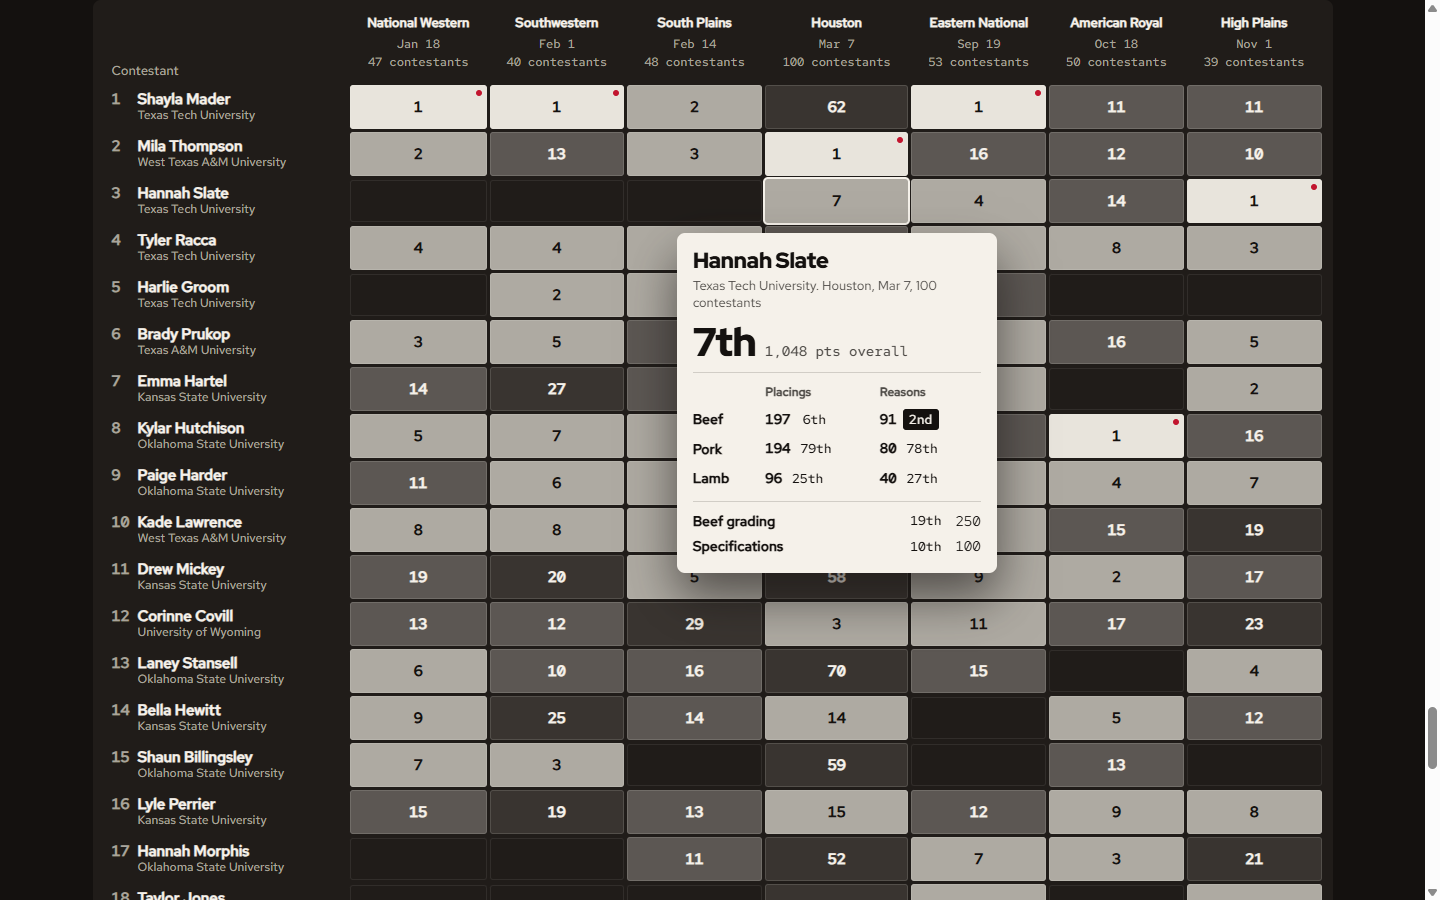 National Western Southwestern South Plains Houston Eastern National American Royal High Plains
Jan 18 Feb 1 Feb 14 Mar 7 Sep 19 Oct 18 Nov 1
47 contestants 40 contestants 48 contestants 100 contestants 53 contestants 50 contestants 39 contestants
Contestant
1 Shayla Mader 1 1 2 62 1 11 11
Texas Tech University
2 Mila Thompson 2 13 3 1 16 12 10
West Texas A&M University
3 Hannah Slate 7 4 14 1
Texas Tech University
4 Tyler Racca 4 4 8 3
Texas Tech University
5 Harlie Groom 2
Texas Tech University
6 Brady Prukop 3 5 16 5
Texas A&M University
7 Emma Hartel 14 27 2
Kansas State University
8 Kylar Hutchison 5 7 1 16
Oklahoma State University
9 Paige Harder 11 6 4 7
Oklahoma State University
10 Kade Lawrence 8 8 15 19
West Texas A&M University
11 Drew Mickey 19 20 5 58 9 2 17
Kansas State University
12 Corinne Covill 13 12 29 3 11 17 23
University of Wyoming
13 Laney Stansell 6 10 16 70 15 4
Oklahoma State University
14 Bella Hewitt 9 25 14 14 5 12
Kansas State University
15 Shaun Billingsley 7 3 59 13
Oklahoma State University
16 Lyle Perrier 15 19 13 15 12 9 8
Kansas State University
17 Hannah Morphis 11 52 7 3 21
Oklahoma State University
18 Taylor Jones
Hannah Slate
Texas Tech University. Houston, Mar 7, 100
contestants
7th 1,048 pts overall
Placings Reasons
Beef 197 6th 91 2nd
Pork 194 79th 80 78th
Lamb 96 25th 40 27th
Beef grading 19th 250
Specifications 10th 100